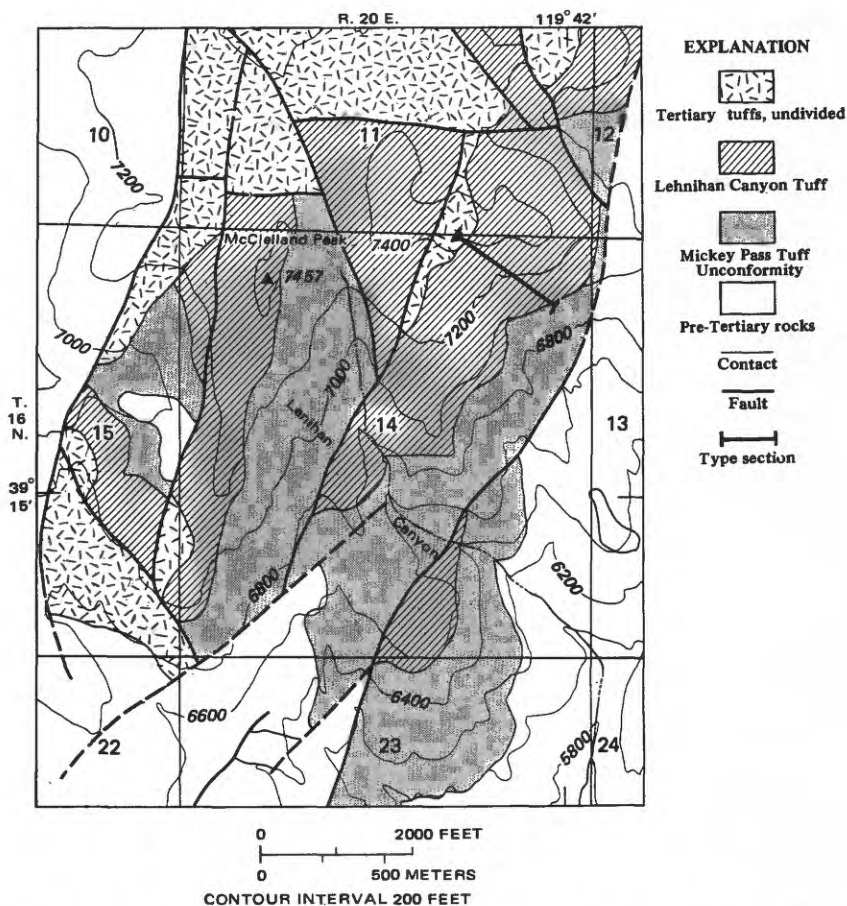 R. 20 E.
119° 42'
EXPLANATION
Tertiary tuffs, undivided
Lehnihan Canyon Tuff
Mickey Pass Tuff
Unconformity
Pre-Tertiary rocks
Contact
Fault
Type section
10
11
12
7200
McClelland Peak
7400
7457
7200
7000
6800
7000
T.
16
N.
15
Lenihan
14
13
39°
15'
Canyon
6800
6200
6600
6400
22
23
5800
24
0 2000 FEET
0 500 METERS
CONTOUR INTERVAL 200 FEET